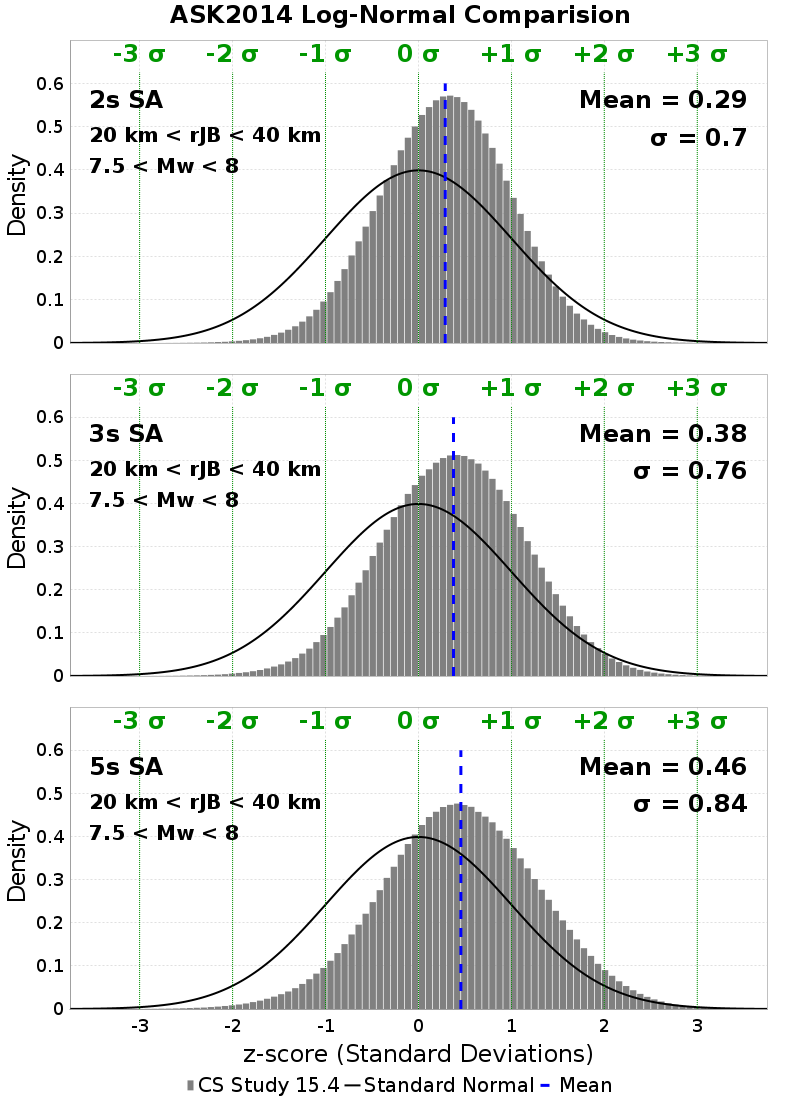 ASK2014 Log-Normal Comparision
-3 σ -2 σ -1 σ 0 σ +1 σ +2 σ +3 σ
0.6
2s SA Mean = 0.29
0.5
20 km < rJB < 40 km σ = 0.7
7.5 < Mw < 8
0.4
0.3
0.2
0.1
0
Density
-3 σ -2 σ -1 σ 0 σ +1 σ +2 σ +3 σ
0.6
3s SA Mean = 0.38
0.5
20 km < rJB < 40 km σ = 0.76
7.5 < Mw < 8
0.4
0.3
0.2
0.1
0
Density
-3 σ -2 σ -1 σ 0 σ +1 σ +2 σ +3 σ
0.6
5s SA Mean = 0.46
0.5
20 km < rJB < 40 km σ = 0.84
7.5 < Mw < 8
0.4
0.3
0.2
0.1
0
Density
-3 -2 -1 0 1 2 3
z-score (Standard Deviations)
CS Study 15.4 Standard Normal Mean